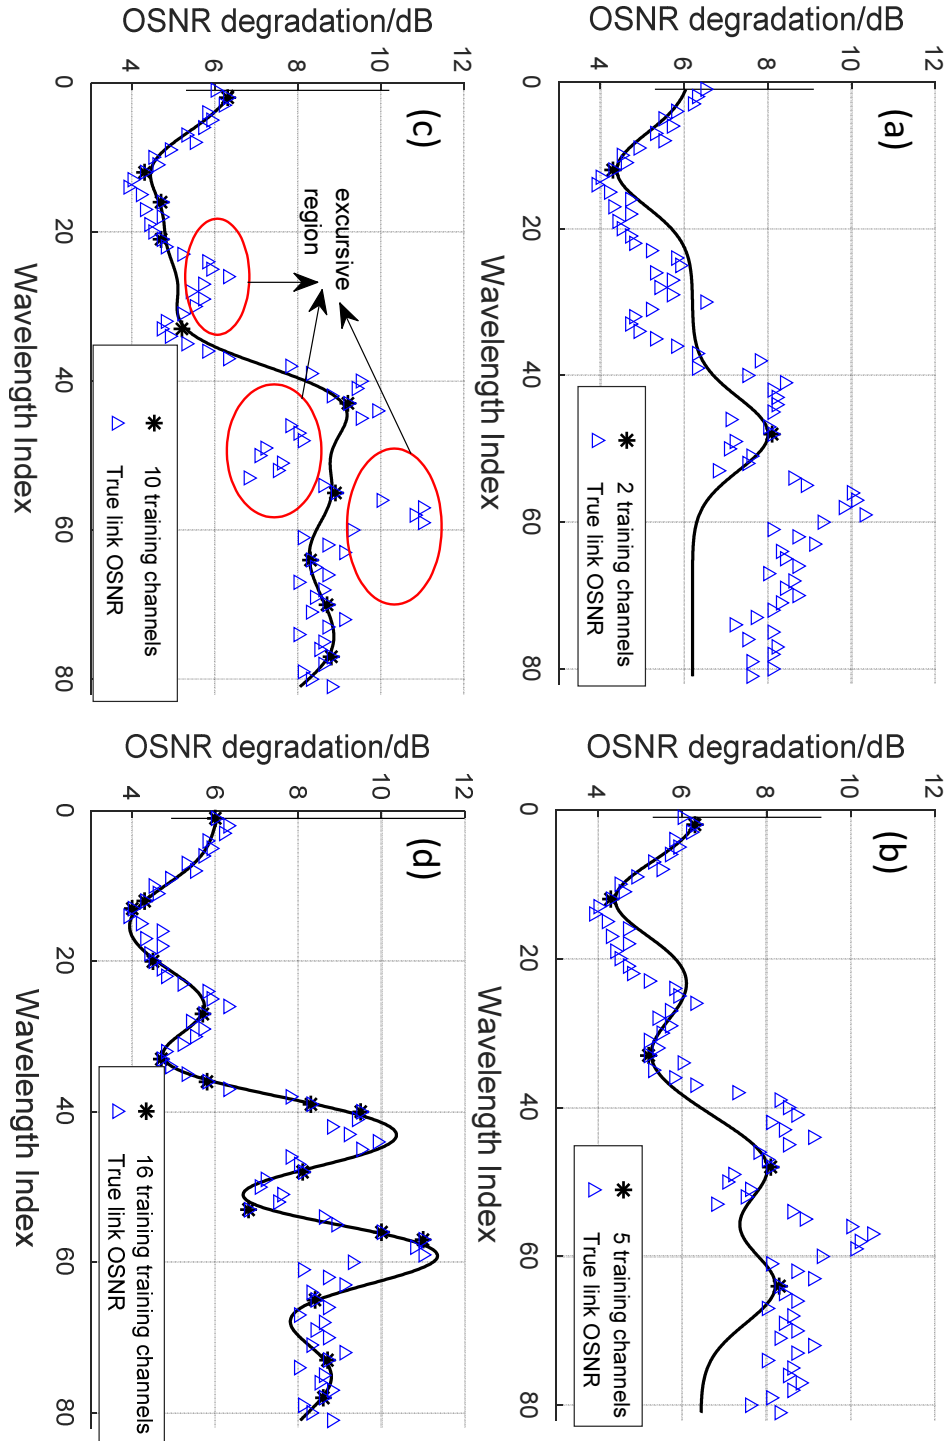 (a)
OSNR degradation/dB
12
10
8
6
4
0
20
40
60
80
Wavelength Index
2 training channels
True link OSNR
(b)
OSNR degradation/dB
12
10
8
6
4
0
20
40
60
80
Wavelength Index
5 training channels
True link OSNR
(c)
OSNR degradation/dB
12
10
8
6
4
0
20
40
60
80
Wavelength Index
excursive
region
10 training channels
True link OSNR
(d)
OSNR degradation/dB
12
10
8
6
4
0
20
40
60
80
Wavelength Index
16 training training channels
True link OSNR